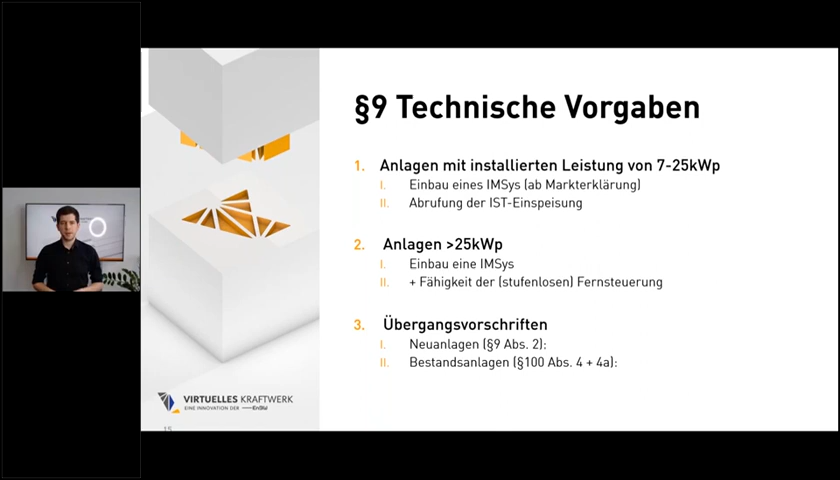 §9 Technische Vorgaben
1. Anlagen mit installierten Leistung von 7-25kWp
I. Einbau eines IMSys (ab Markterklärung)
II. Abrufung der IST-Einspeisung
2. Anlagen >25kWp
I. Einbau eine IMSys
II. + Fähigkeit der (stufenlosen) Fernsteuerung
3. Übergangsvorschriften
I. Neuanlagen (§9 Abs. 2):
II. Bestandsanlagen (§100 Abs. 4 + 4a):
VIRTUELLES KRAFTWERK
EINE INNOVATION DER EnBW
15